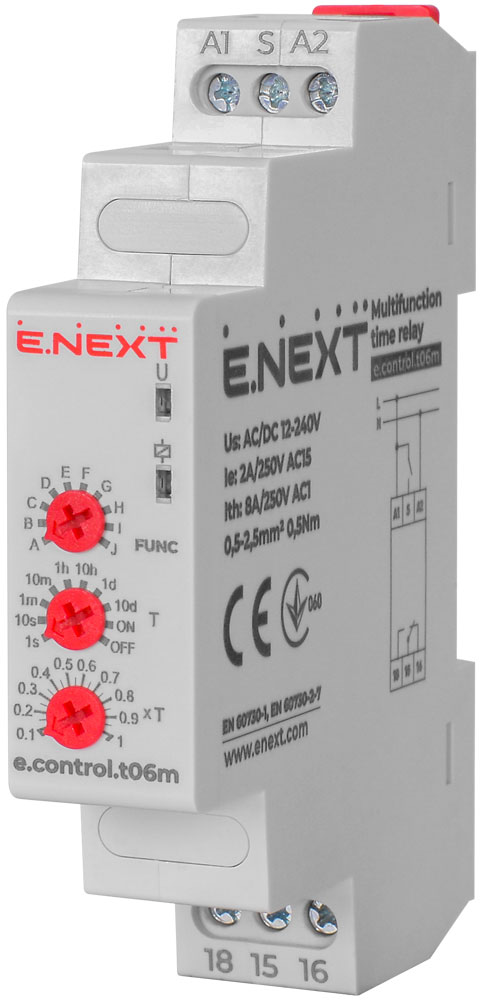 A1 S A2
E.NEXT
U
A B C D E F G H I J
FUNC
1s 10s 1m 10m 1h 10h 1d 10d ON OFF
T
0.1 0.2 0.3 0.4 0.5 0.6 0.7 0.8 0.9 1
xT
e.control.t06m
E.NEXT
Multifunction
time relay
e.control.t06m
Us: AC/DC 12-240V
Ie: 2A/250V AC15
Ith: 8A/250V AC1
0,5-2,5mm² 0,5Nm
CE
060
EN 60730-1, EN 60730-2-7
www.enext.com
L
N
A1 S A2
18 15 16
18 15 16